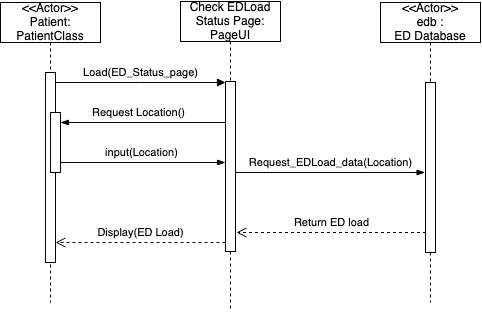 <<Actor>>
Patient:
PatientClass
Check EDLoad
Status Page:
PageUI
<<Actor>>
edb :
ED Database
Load(ED_Status_page)
Request Location()
input(Location)
Request_EDLoad_data(Location)
Return ED load
Display(ED Load)